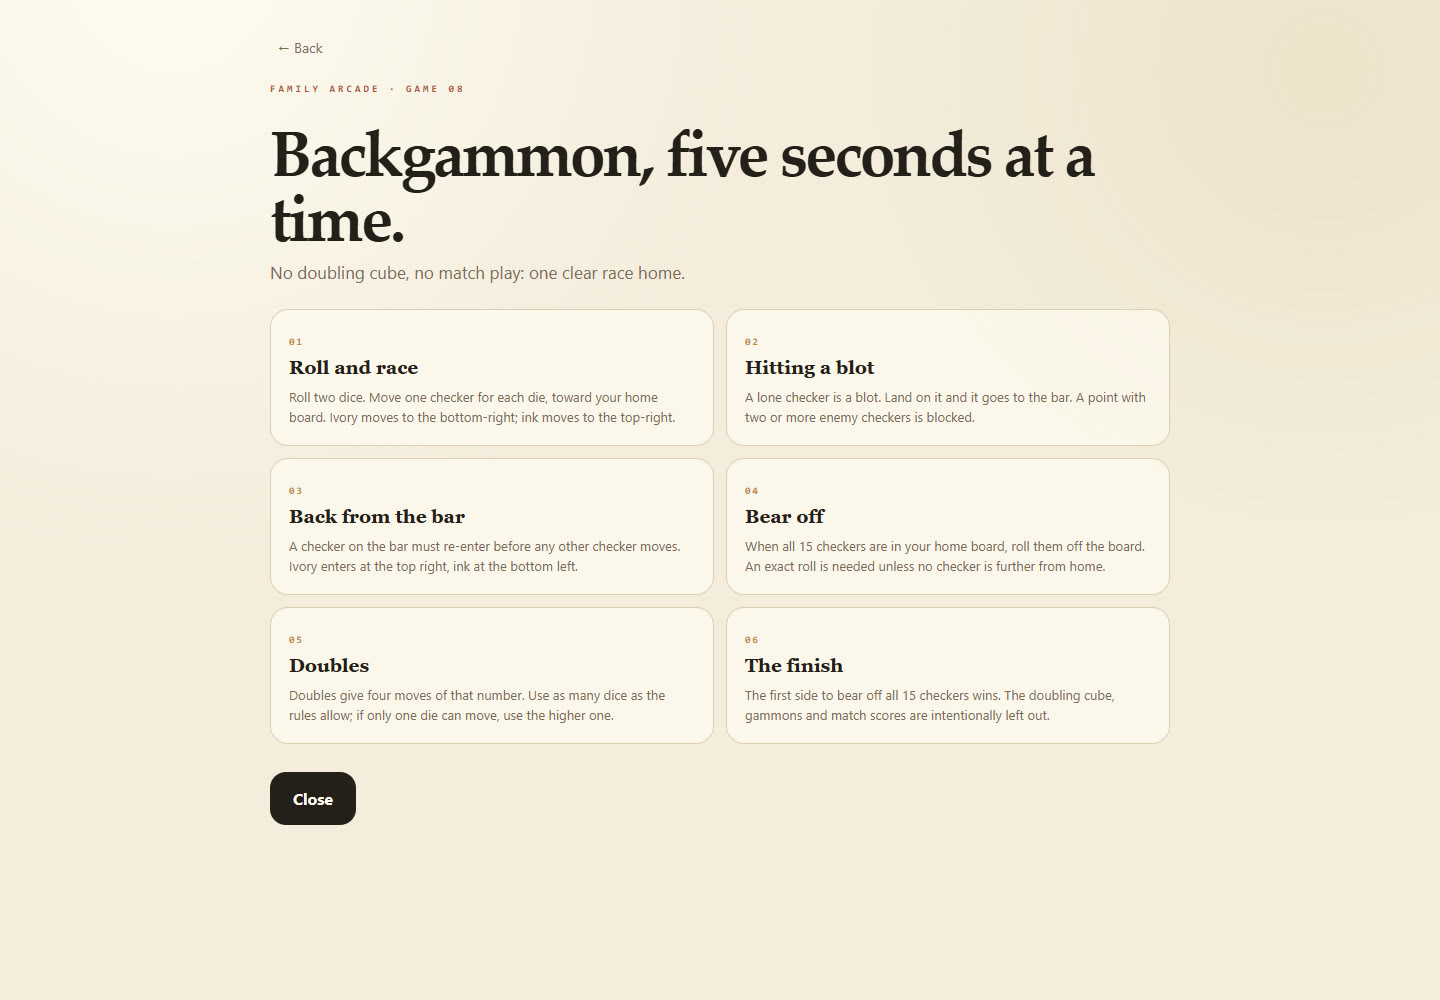 ← Back
FAMILY ARCADE · GAME 08
Backgammon, five seconds at a
time.
No doubling cube, no match play: one clear race home.
01
Roll and race
Roll two dice. Move one checker for each die, toward your home
board. Ivory moves to the bottom-right; ink moves to the top-right.
02
Hitting a blot
A lone checker is a blot. Land on it and it goes to the bar. A point with
two or more enemy checkers is blocked.
03
Back from the bar
A checker on the bar must re-enter before any other checker moves.
Ivory enters at the top right, ink at the bottom left.
04
Bear off
When all 15 checkers are in your home board, roll them off the board.
An exact roll is needed unless no checker is further from home.
05
Doubles
Doubles give four moves of that number. Use as many dice as the
rules allow; if only one die can move, use the higher one.
06
The finish
The first side to bear off all 15 checkers wins. The doubling cube,
gammons and match scores are intentionally left out.
Close